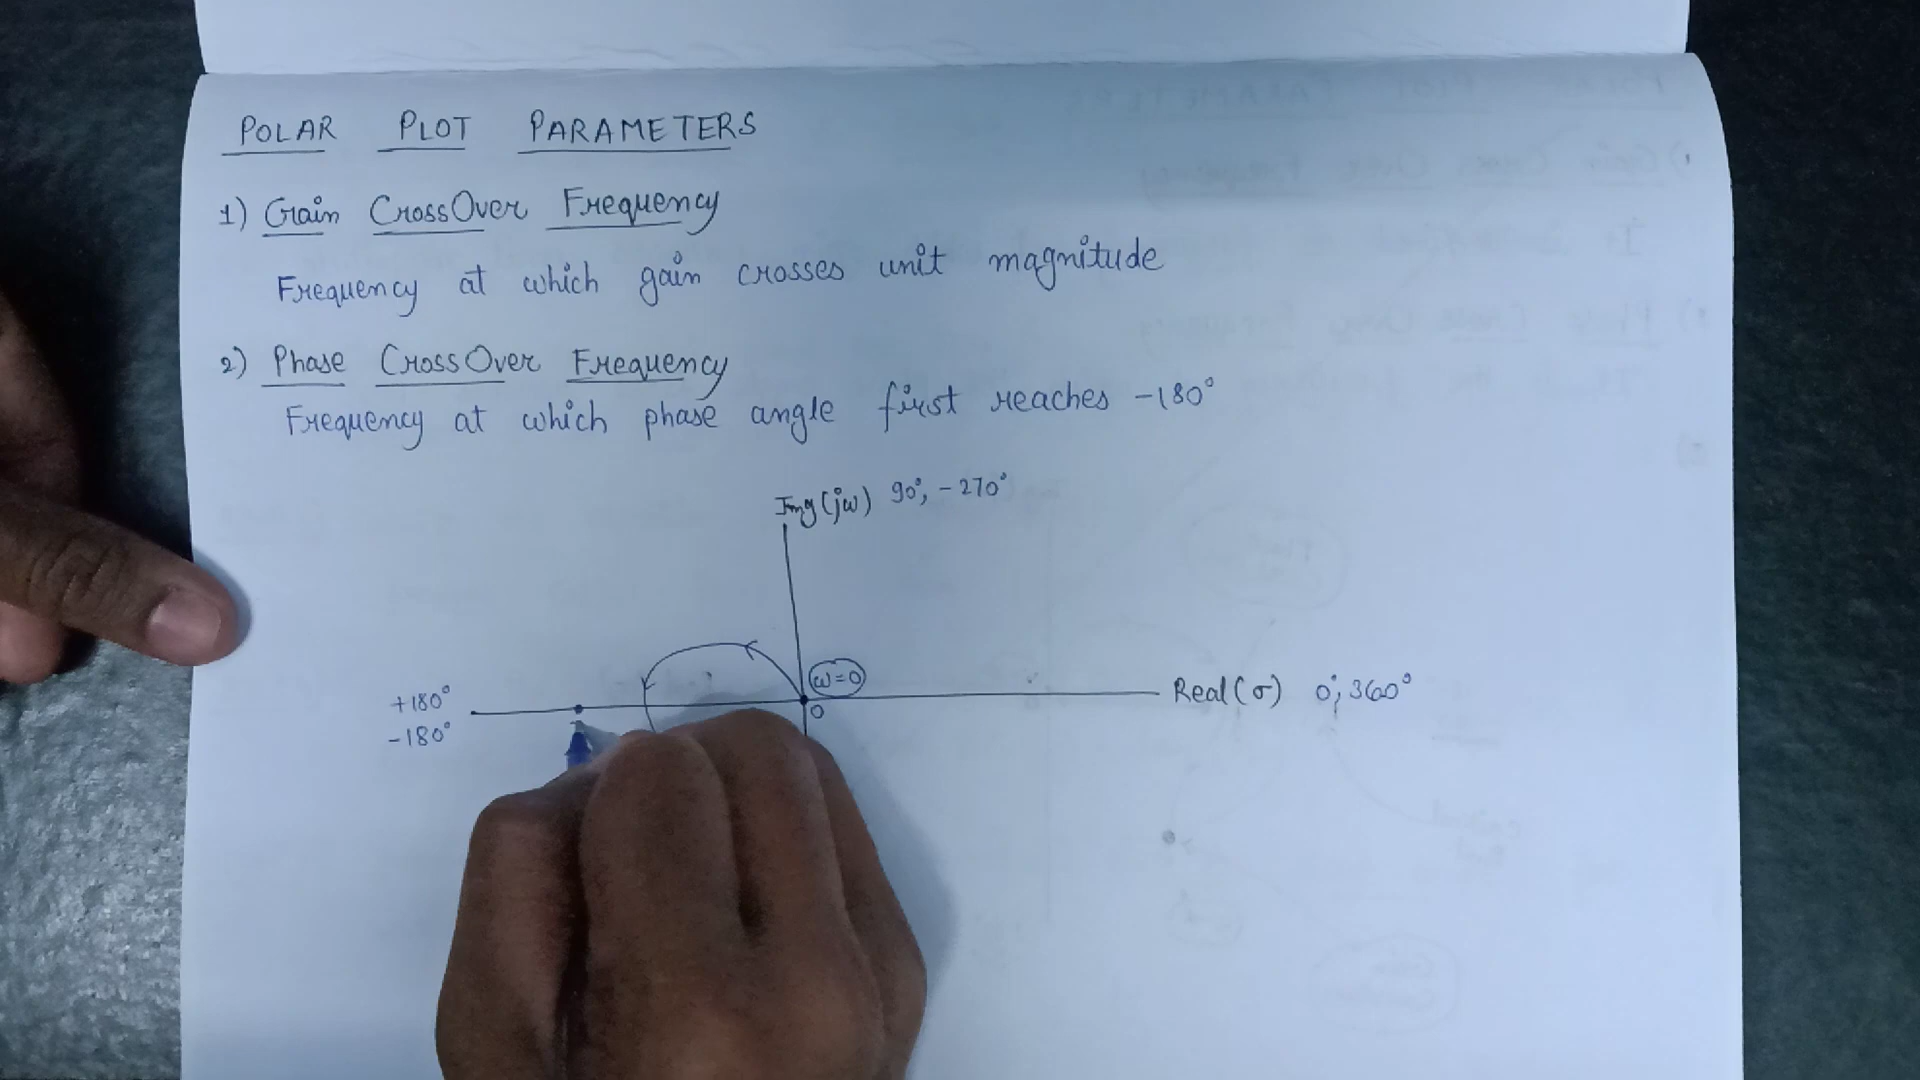 POLAR PLOT PARAMETERS
1) Gain CrossOver Frequency
Frequency at which gain crosses unit magnitude
2) Phase CrossOver Frequency
Frequency at which phase angle first reaches -180°
Img(jω) 90°, -270°
ω=0
+180°
-180°
0
Real(σ) 0°, 360°